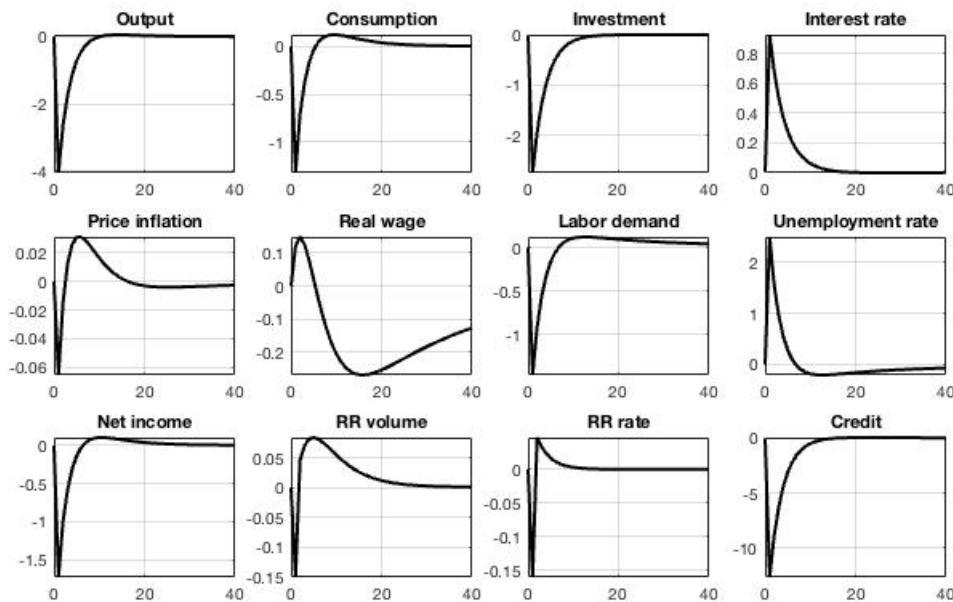 Output
Consumption
Investment
Interest rate
0
-2
-4
0 20 40
0
-0.5
-1
0 20 40
0
-1
-2
0 20 40
0.8
0.6
0.4
0.2
0
0 20 40
Price inflation
Real wage
Labor demand
Unemployment rate
0.02
0
-0.02
-0.04
-0.06
0 20 40
0.1
0
-0.1
-0.2
0 20 40
0
-0.5
-1
0 20 40
2
1
0
0 20 40
Net income
RR volume
RR rate
Credit
0
-0.5
-1
-1.5
0 20 40
0.05
0
-0.05
-0.1
-0.15
0 20 40
0
-0.05
-0.1
-0.15
0 20 40
0
-5
-10
0 20 40